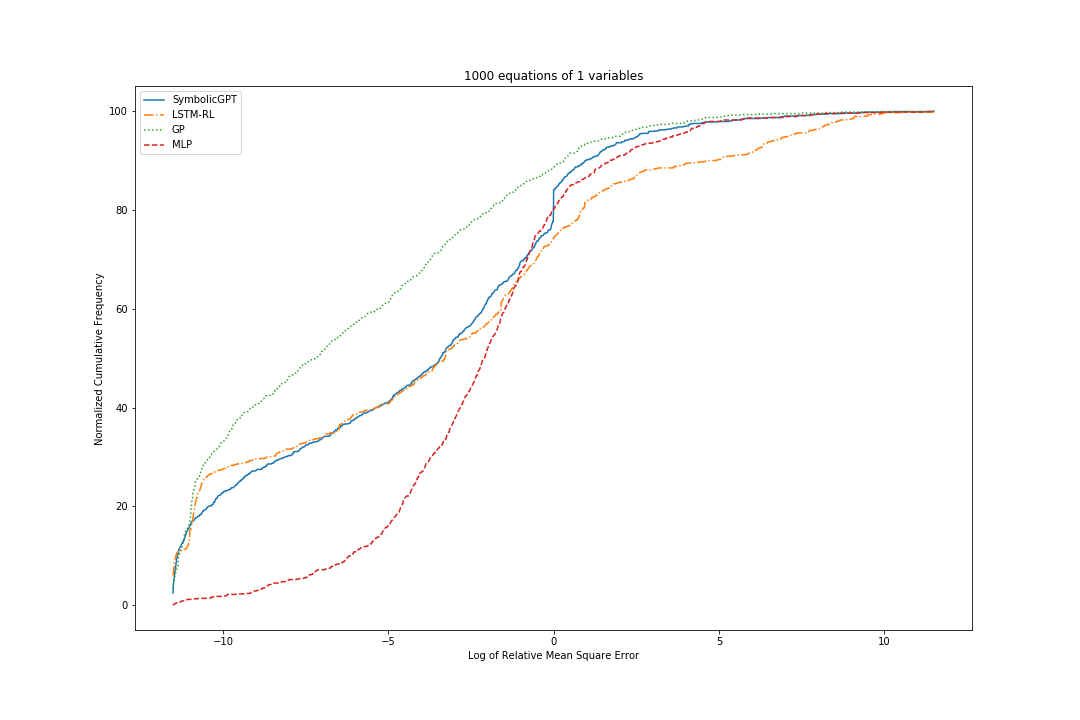 1000 equations of 1 variables
SymbolicGPT
LSTM-RL
GP
MLP
Normalized Cumulative Frequency
100
80
60
40
20
0
−10
−5
0
5
10
Log of Relative Mean Square Error